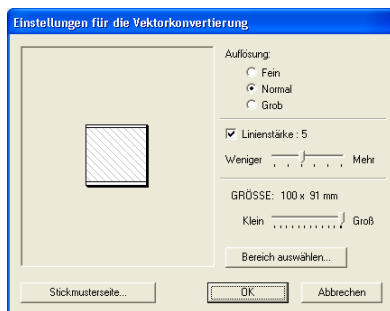 Einstellungen für die Vektorkonvertierung
Auflösung:
Fein
Normal
Grob
Linienstärke : 5
Weniger Mehr
GRÖSSE: 100 x 91 mm
Klein Groß
Bereich auswählen...
Stickmusterseite... OK Abbrechen